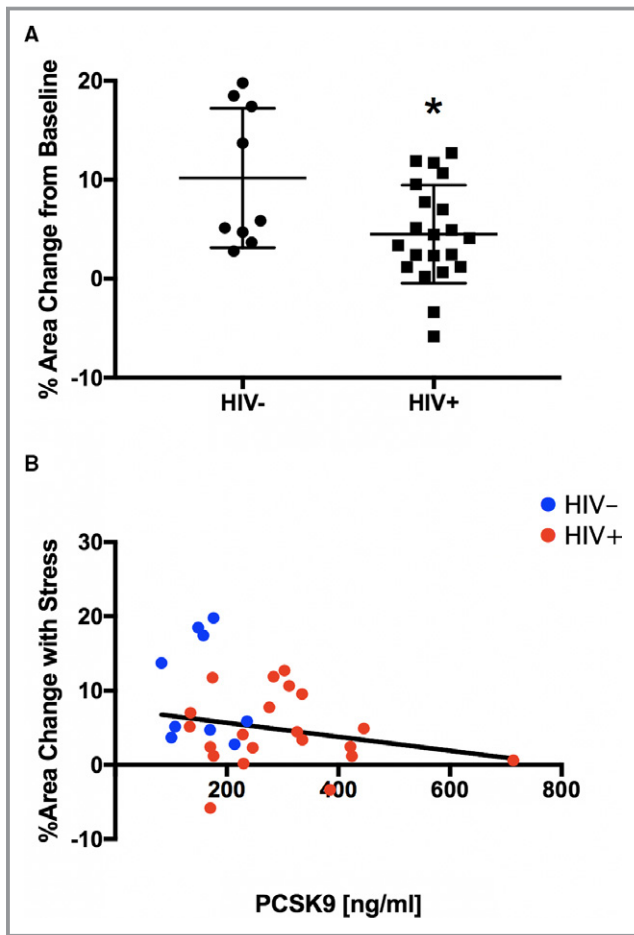 A
% Area Change from Baseline
20
*
10
0
-10
HIV-
HIV+
B
HIV–
HIV+
%Area Change with Stress
30
20
10
0
200
400
600
800
-10
PCSK9 [ng/ml]